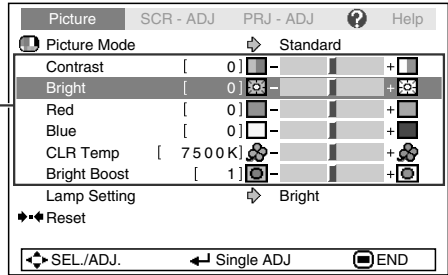 Picture SCR - ADJ PRJ - ADJ ? Help
Picture Mode Standard
Contrast [ 0] - +
Bright [ 0] - +
Red [ 0] - +
Blue [ 0] - +
CLR Temp [ 7500K] - +
Bright Boost [ 1] - +
Lamp Setting Bright
Reset
SEL./ADJ. Single ADJ END